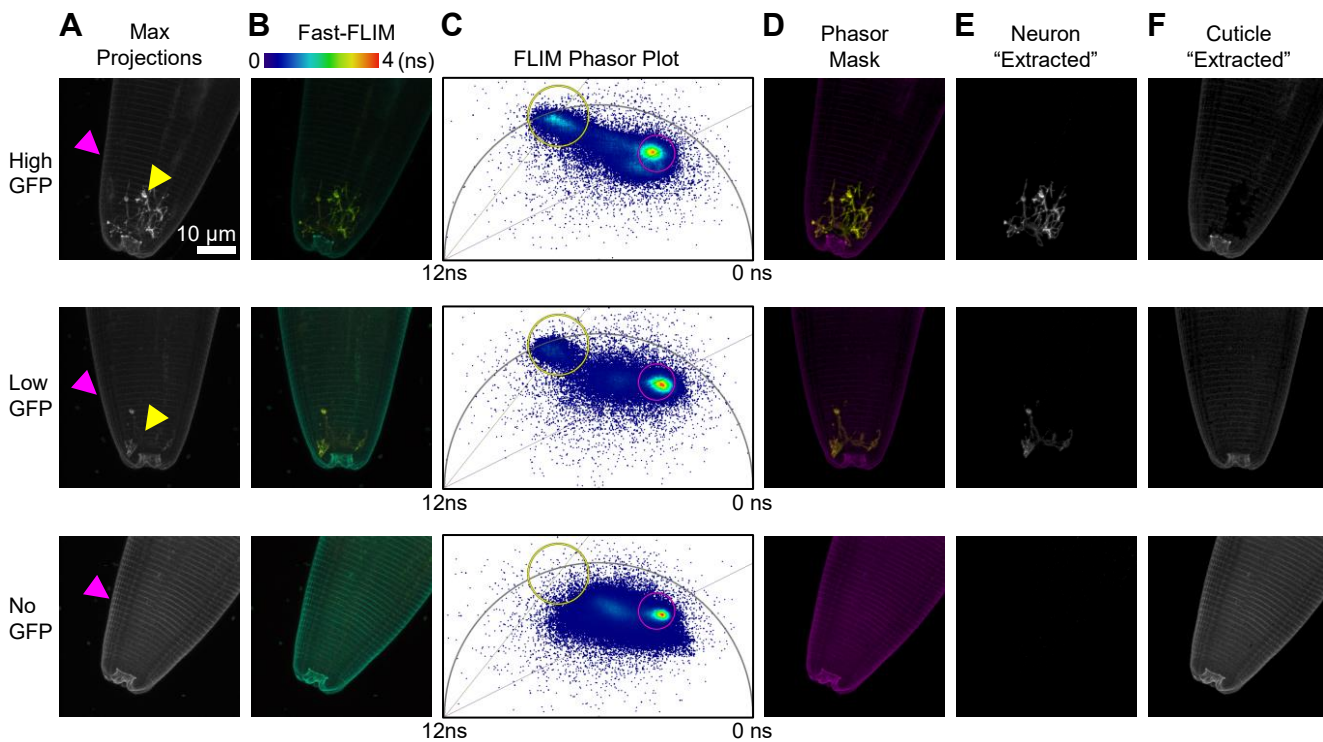 A B C D E F
Max Projections
Fast-FLIM
0 4 (ns)
FLIM Phasor Plot
Phasor Mask
Neuron “Extracted”
Cuticle “Extracted”
High GFP
10 μm
12ns 0 ns
Low GFP
12ns 0 ns
No GFP
12ns 0 ns